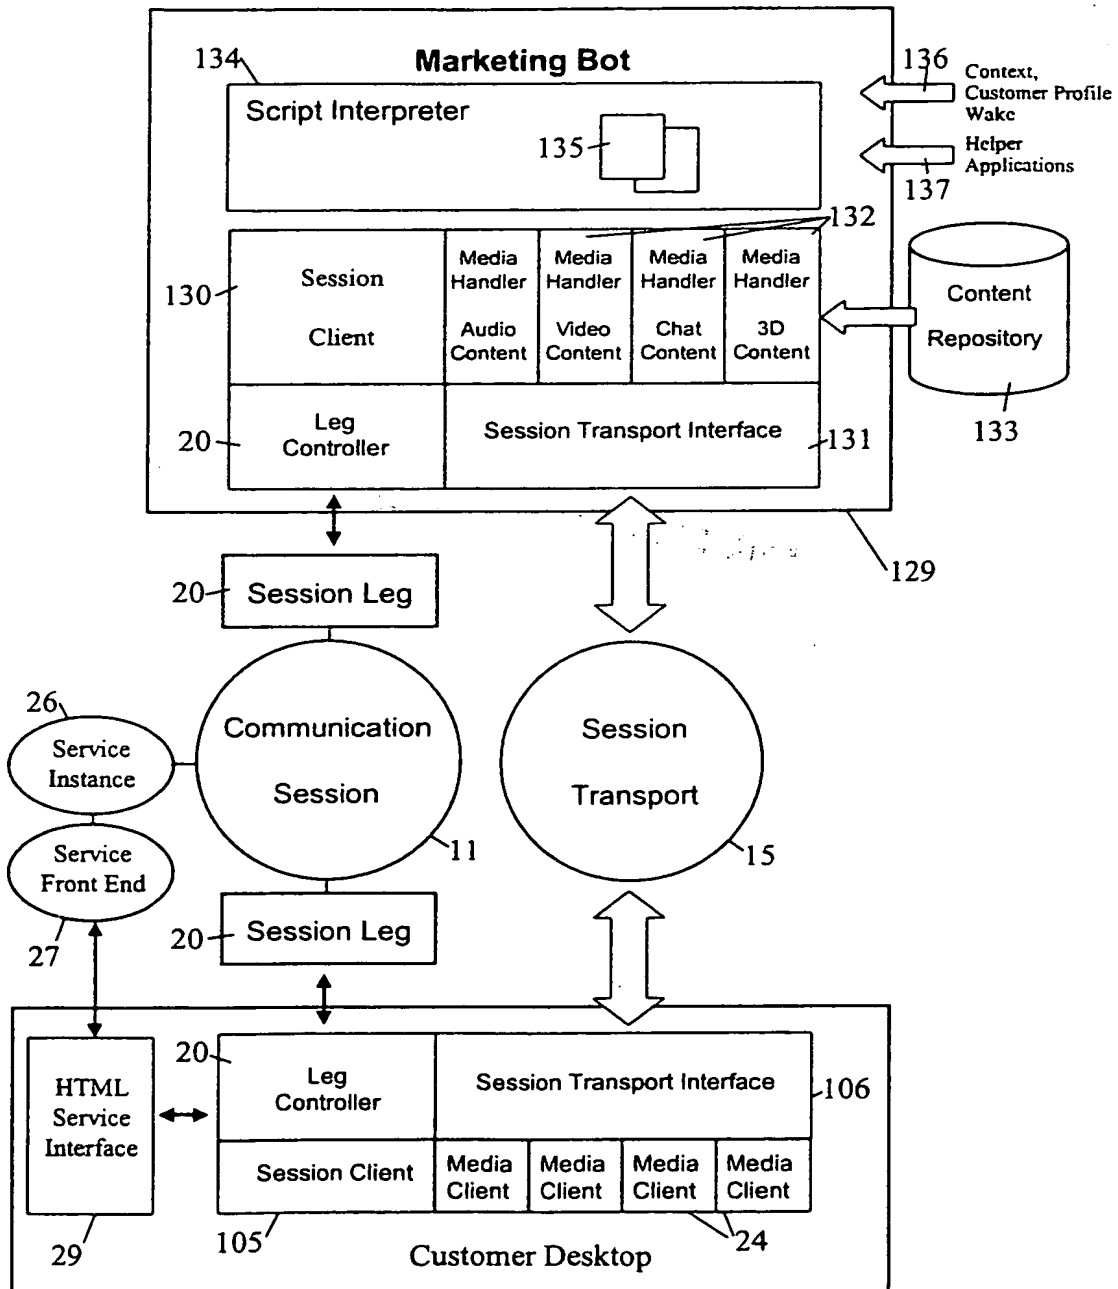 Marketing Bot
134
136
Context,
Customer Profile
Wake
Script Interpreter
135
Helper
Applications
137
132
130
Session
Client
Media
Handler
Audio
Content
Media
Handler
Video
Content
Media
Handler
Chat
Content
Media
Handler
3D
Content
Content
Repository
133
20
Leg
Controller
Session Transport Interface
131
129
20
Session Leg
26
Service
Instance
Communication
Session
11
Session
Transport
15
Service
Front End
27
20
Session Leg
HTML
Service
Interface
29
20
Leg
Controller
Session Transport Interface
106
Session Client
105
Media
Client
Media
Client
Media
Client
Media
Client
24
Customer Desktop